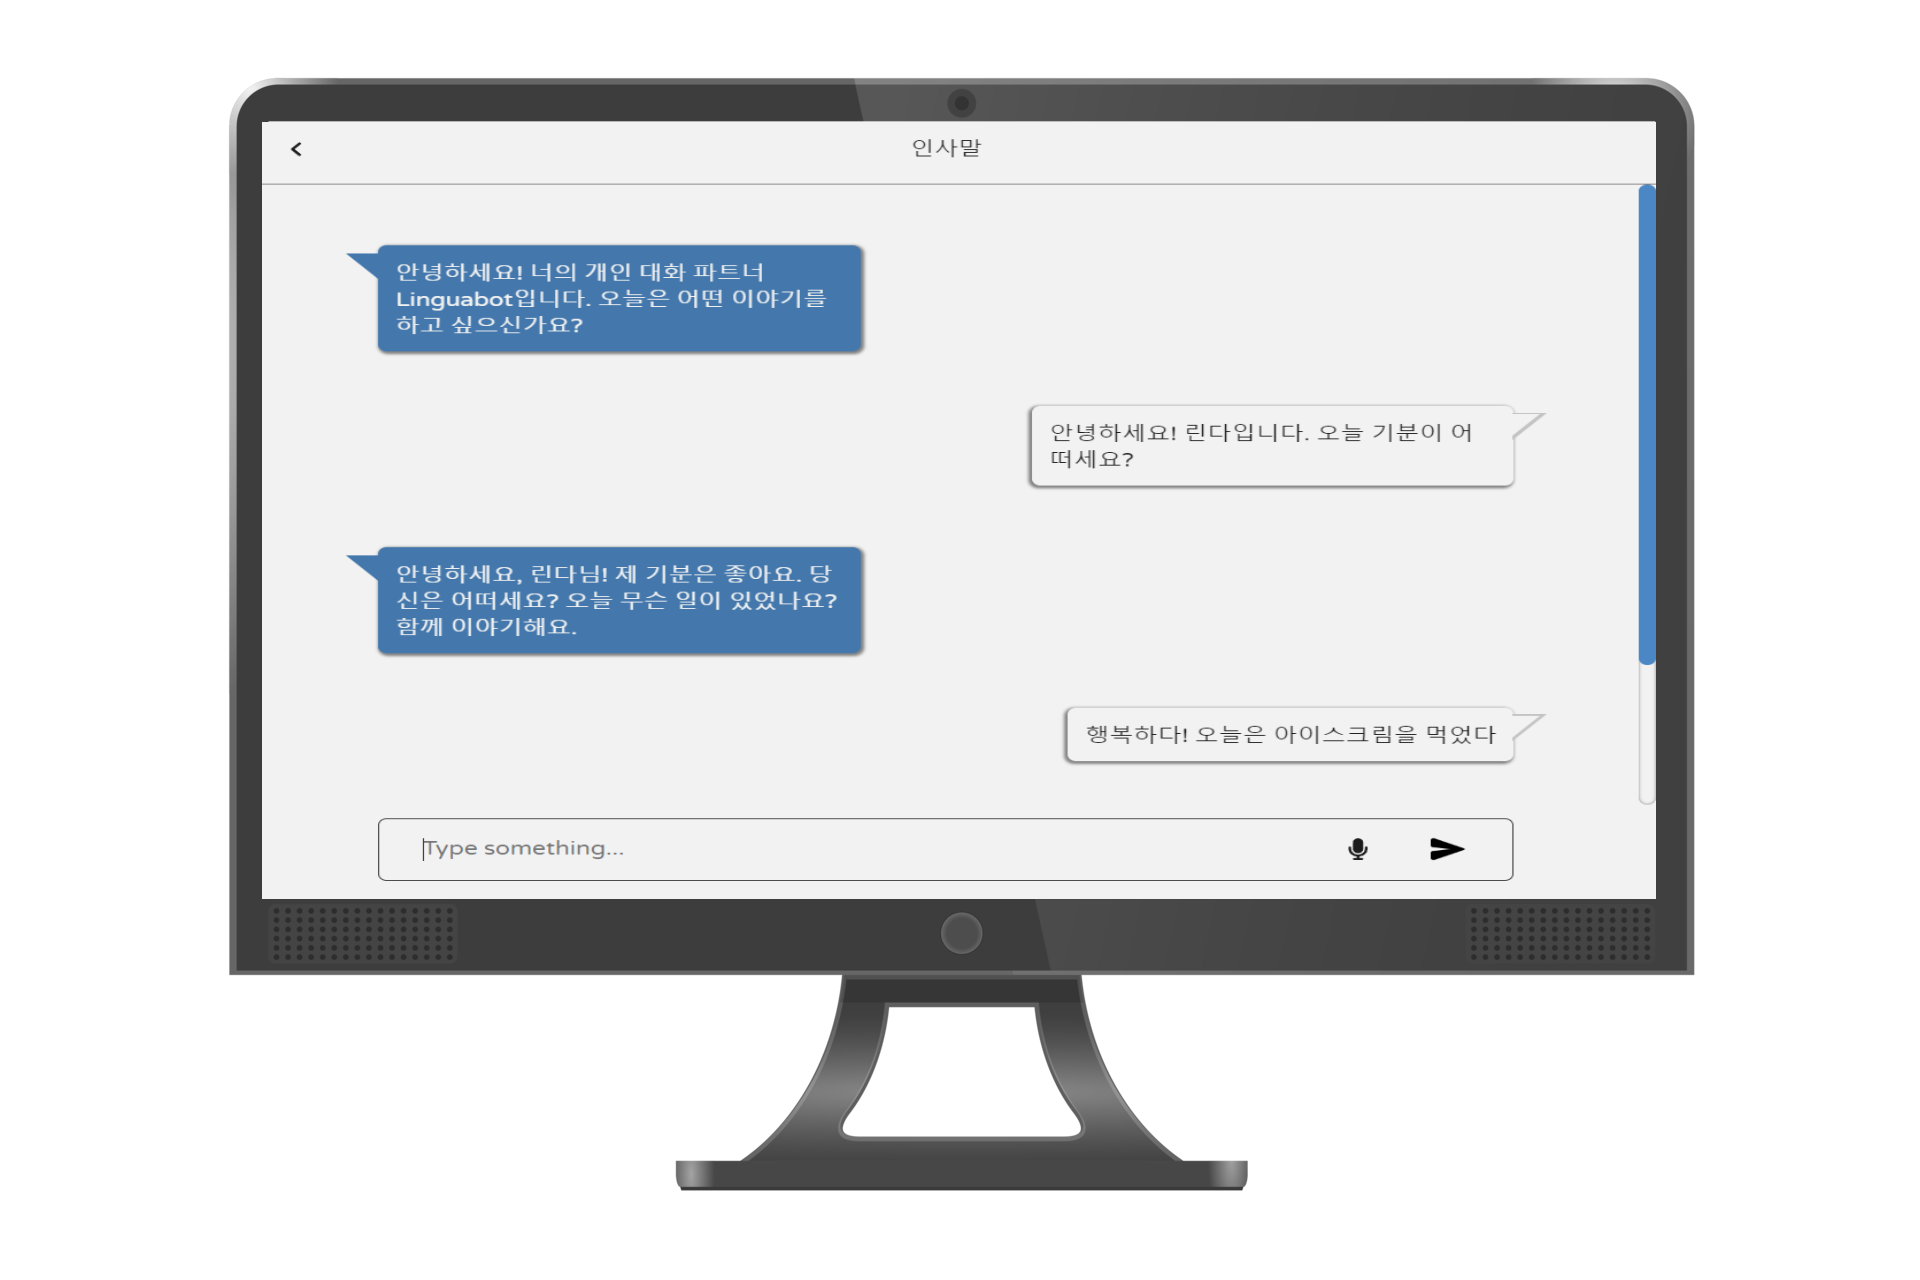 인사말
안녕하세요! 너의 개인 대화 파트너
Linguabot입니다. 오늘은 어떤 이야기를
하고 싶으신가요?
안녕하세요! 린다입니다. 오늘 기분이 어
떠세요?
안녕하세요, 린다님! 제 기분은 좋아요. 당
신은 어떠세요? 오늘 무슨 일이 있었나요?
함께 이야기해요.
행복하다! 오늘은 아이스크림을 먹었다
Type something...